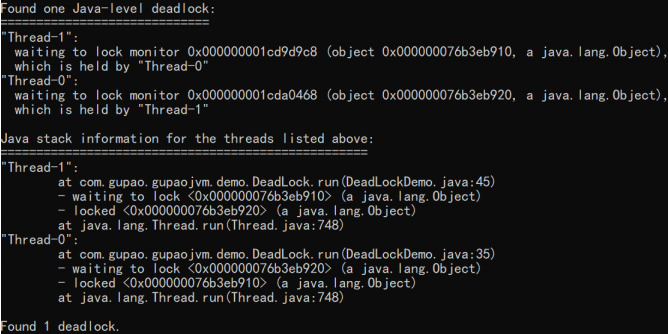 Found one Java-level deadlock:
=============================
"Thread-1":
  waiting to lock monitor 0x000000001cd9d9c8 (object 0x000000076b3eb910, a java.lang.Object),
  which is held by "Thread-0"
"Thread-0":
  waiting to lock monitor 0x000000001cda0468 (object 0x000000076b3eb920, a java.lang.Object),
  which is held by "Thread-1"
Java stack information for the threads listed above:
===================================================
"Thread-1":
        at com.gupao.gupaojvm.demo.DeadLock.run(DeadLockDemo.java:45)
        - waiting to lock <0x000000076b3eb910> (a java.lang.Object)
        - locked <0x000000076b3eb920> (a java.lang.Object)
        at java.lang.Thread.run(Thread.java:748)
"Thread-0":
        at com.gupao.gupaojvm.demo.DeadLock.run(DeadLockDemo.java:35)
        - waiting to lock <0x000000076b3eb920> (a java.lang.Object)
        - locked <0x000000076b3eb910> (a java.lang.Object)
        at java.lang.Thread.run(Thread.java:748)
Found 1 deadlock.